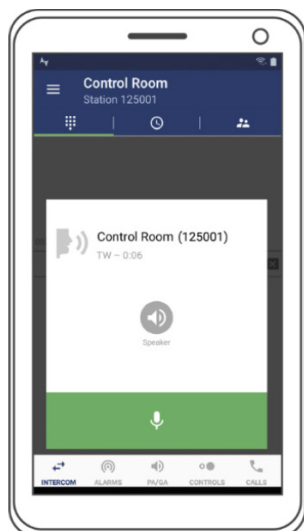 Control Room
Station 125001
Control Room (125001)
TW – 0:06
Speaker
INTERCOM ALARMS PA/GA CONTROLS CALLS